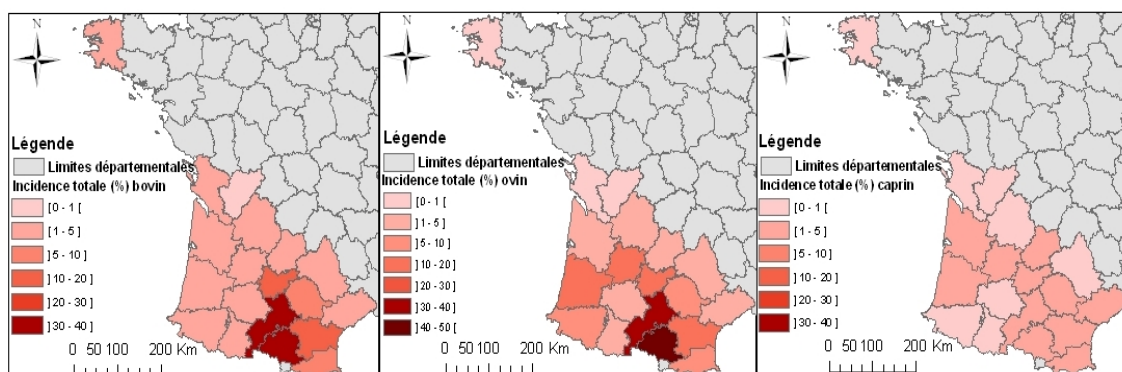 N
Légende
Limites départementales
Incidence totale (%) bovin
[0 - 1 [
[1 - 5]
]5 - 10]
]10 - 20]
]20 - 30]
]30 - 40]
0 50 100 200 Km
N
Légende
Limites départementales
Incidence totale (%) ovin
[0 - 1 [
[1 - 5]
]5 - 10]
]10 - 20]
]30 - 40]
]40 - 50[
0 50 100 200 Km
N
Légende
Limites départementales
Incidence totale (%) caprin
[0 - 1 [
[1 - 5]
]5 - 10]
]10 - 20]
]20 - 30]
]30 - 40]
0 50 100 200 Km